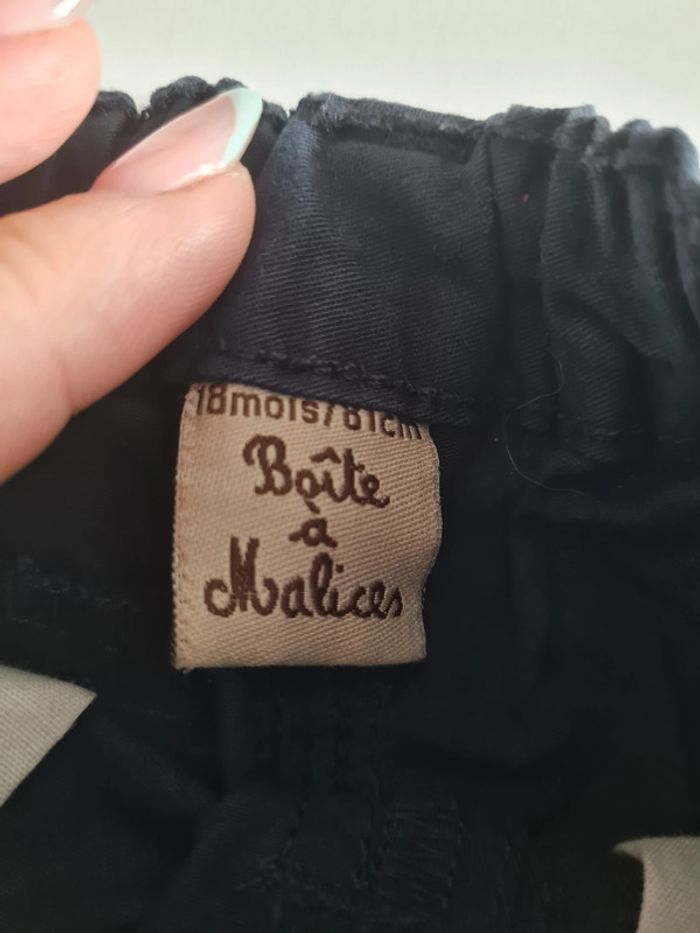 18mois/81cm
Boîte
à
Malices